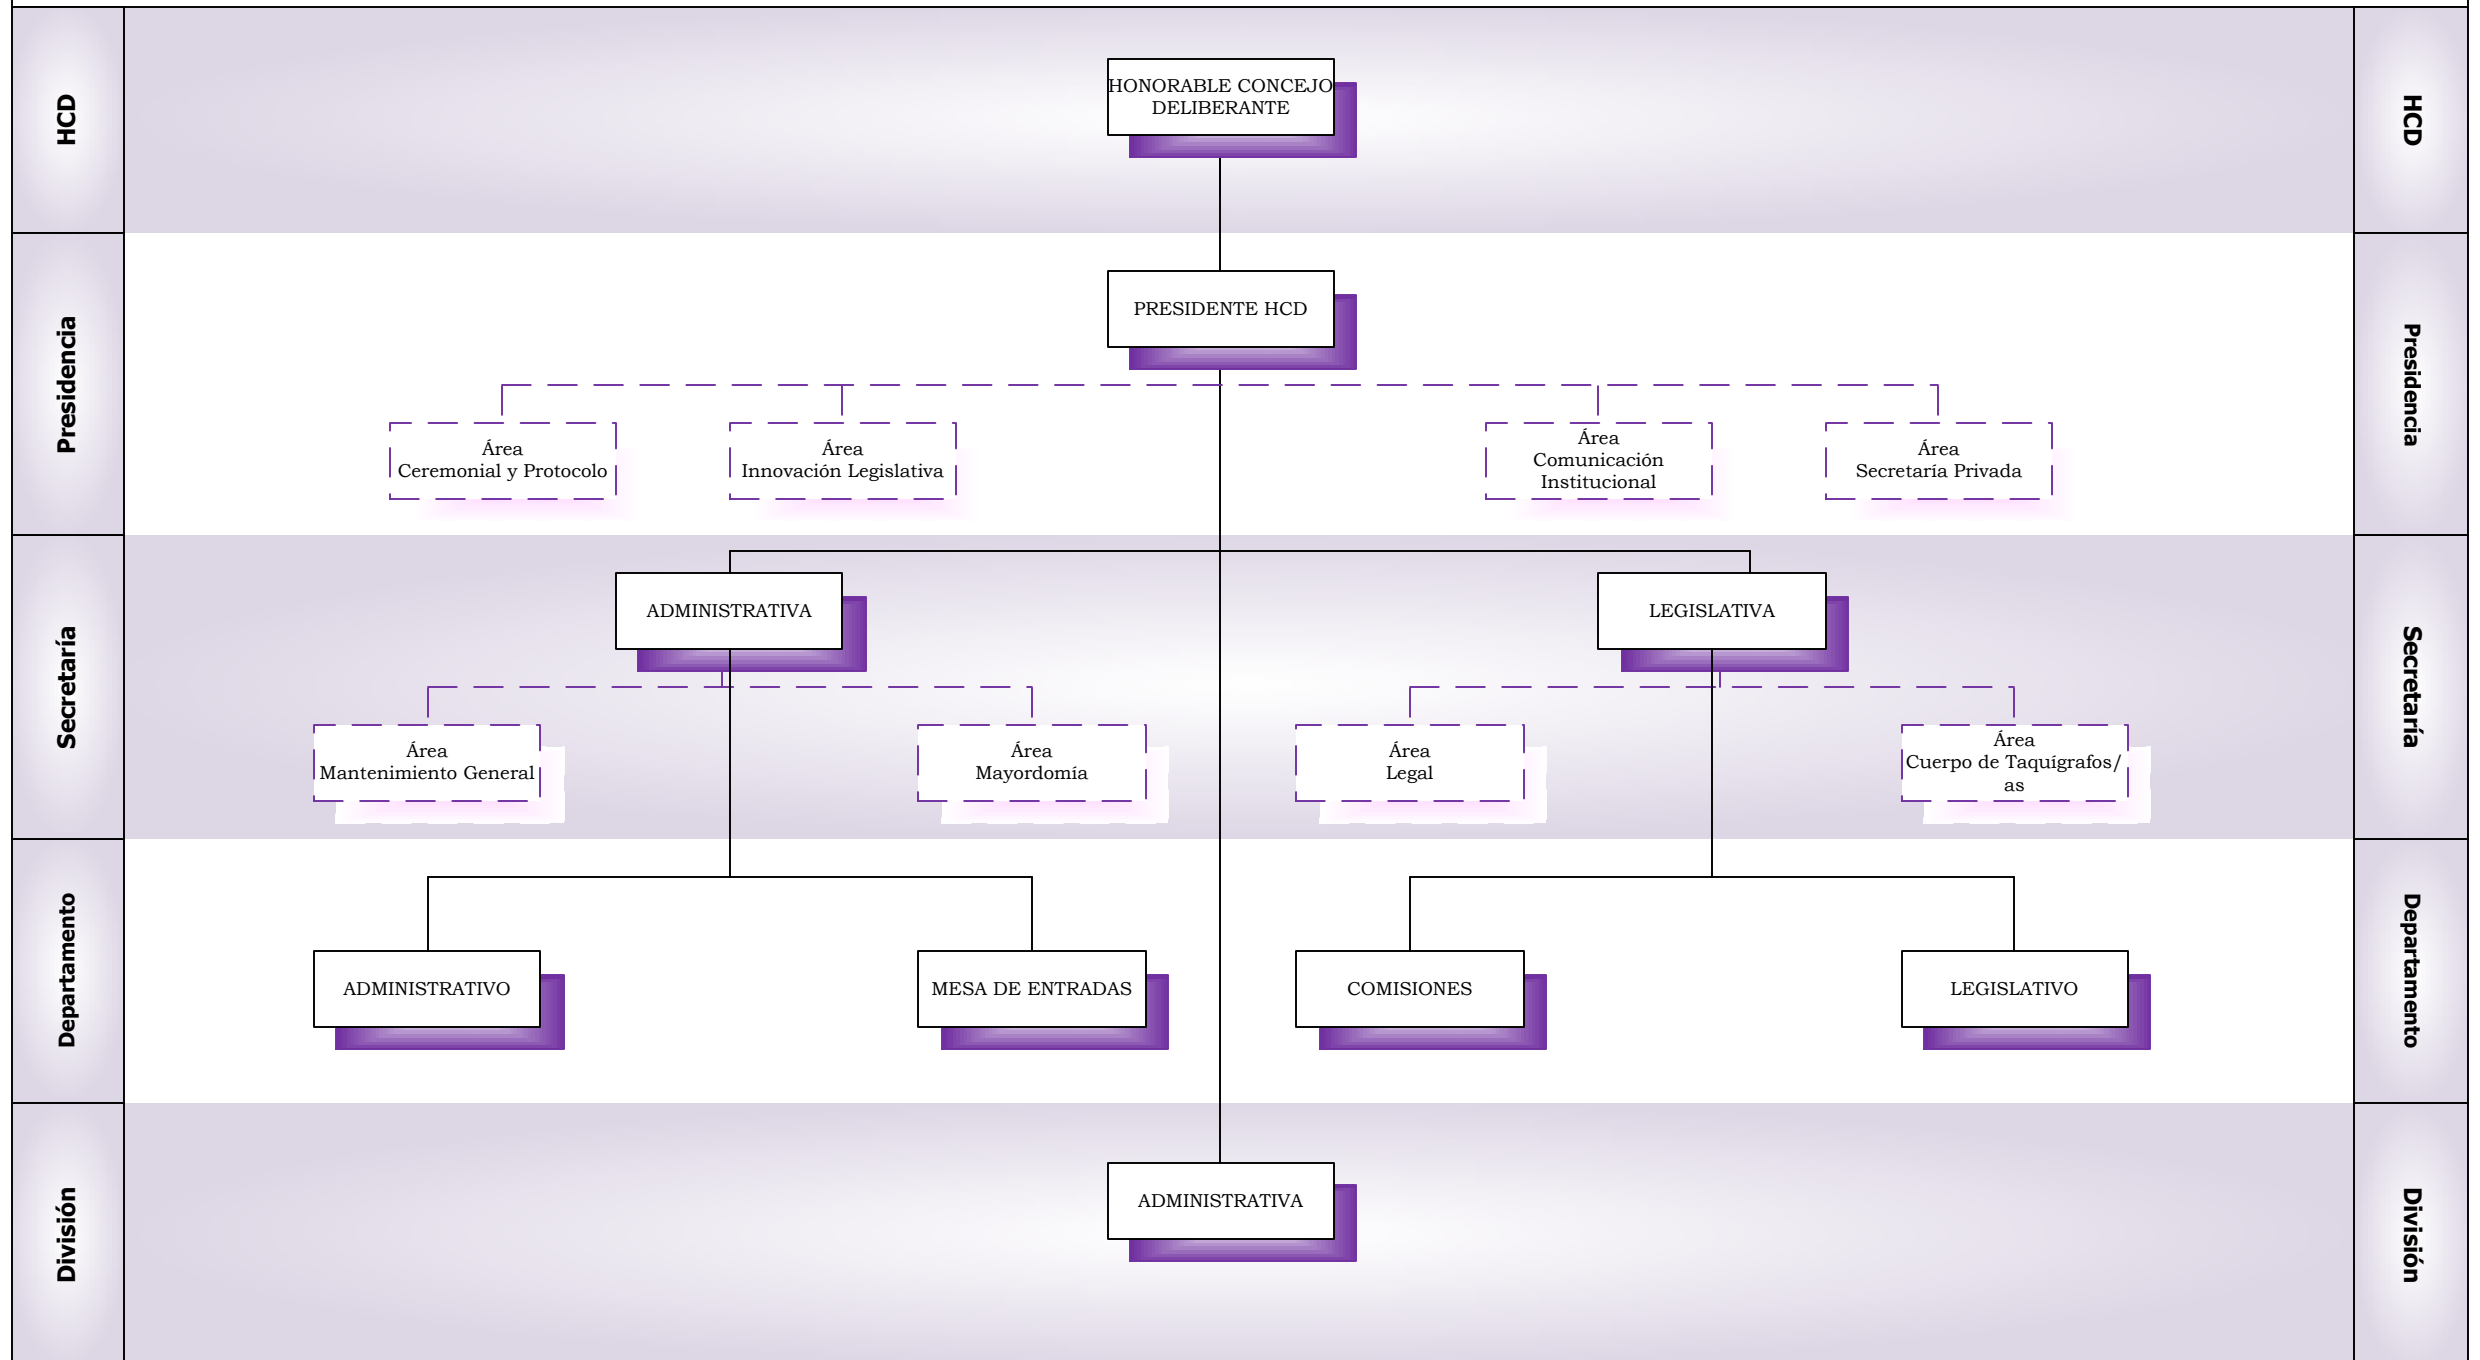 HCD
HONORABLE CONCEJO
DELIBERANTE
HCD
Presidencia
PRESIDENTE HCD
Presidencia
Área
Ceremonial y Protocolo
Área
Innovación Legislativa
Área
Comunicación
Institucional
Área
Secretaría Privada
Secretaría
ADMINISTRATIVA
LEGISLATIVA
Secretaría
Área
Mantenimiento General
Área
Mayordomía
Área
Legal
Área
Cuerpo de Taquígrafos/
as
Departamento
ADMINISTRATIVO
MESA DE ENTRADAS
COMISIONES
LEGISLATIVO
Departamento
División
ADMINISTRATIVA
División